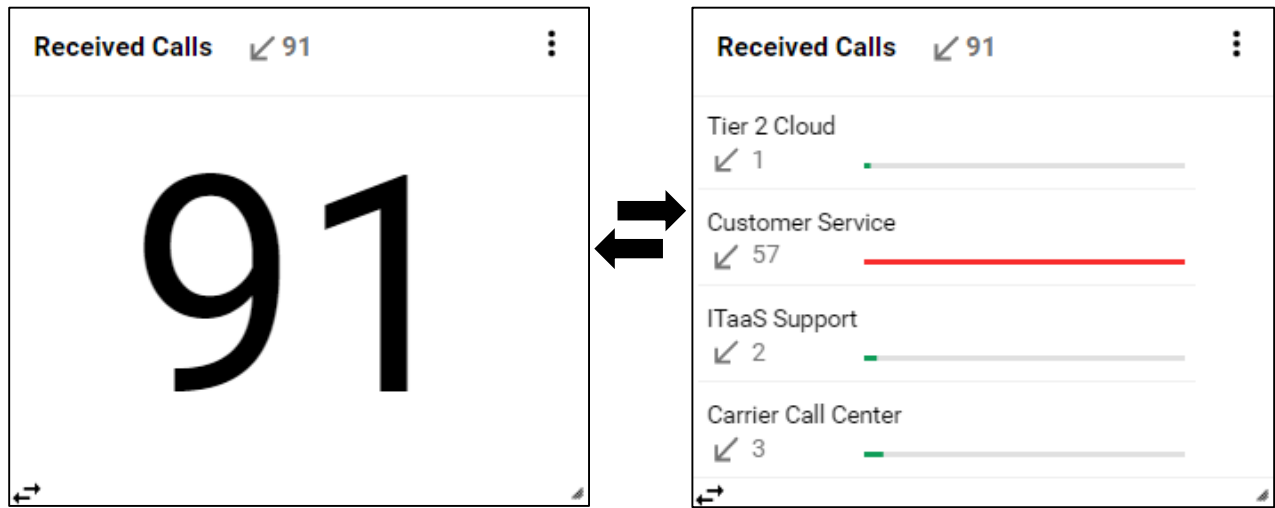 Received Calls 91
91
Received Calls 91
Tier 2 Cloud
1
Customer Service
57
ITaaS Support
2
Carrier Call Center
3